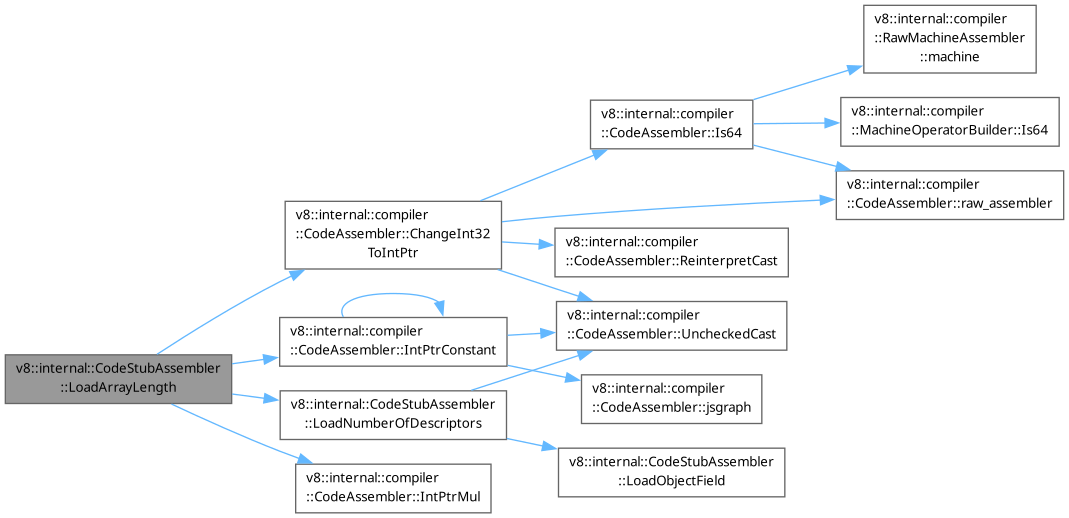 v8::internal::CodeStubAssembler
::LoadArrayLength
v8::internal::compiler
::CodeAssembler::ChangeInt32
ToIntPtr
v8::internal::compiler
::CodeAssembler::IntPtrConstant
v8::internal::CodeStubAssembler
::LoadNumberOfDescriptors
v8::internal::compiler
::CodeAssembler::IntPtrMul
v8::internal::compiler
::CodeAssembler::Is64
v8::internal::compiler
::CodeAssembler::ReinterpretCast
v8::internal::compiler
::CodeAssembler::UncheckedCast
v8::internal::compiler
::CodeAssembler::jsgraph
v8::internal::CodeStubAssembler
::LoadObjectField
v8::internal::compiler
::RawMachineAssembler
::machine
v8::internal::compiler
::MachineOperatorBuilder::Is64
v8::internal::compiler
::CodeAssembler::raw_assembler